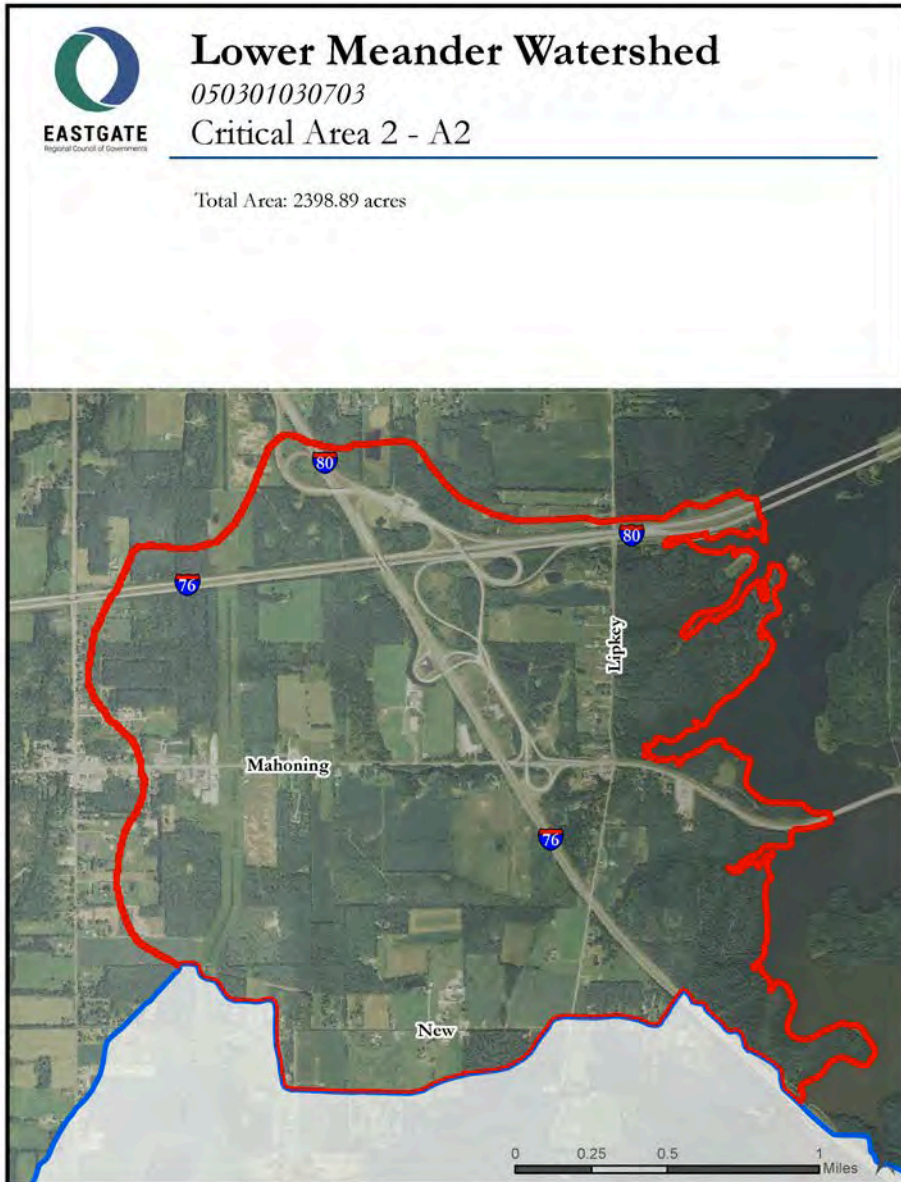 Lower Meander Watershed
050301030703
Critical Area 2 - A2
EASTGATE
Regional Council of Governments
Total Area: 2398.89 acres
80
80
76
Lipkey
Mahoning
76
New
0 0.25 0.5 1
Miles